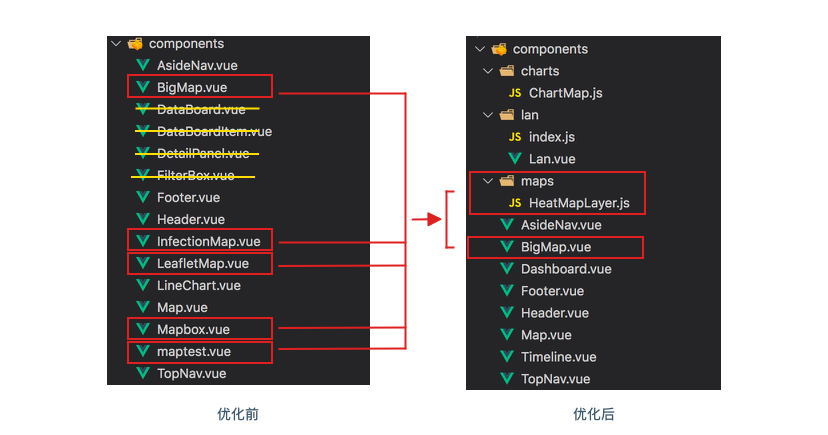 components
AsideNav.vue
BigMap.vue
DataBoard.vue
DataBoardItem.vue
DetailPanel.vue
FilterBox.vue
Footer.vue
Header.vue
InfectionMap.vue
LeafletMap.vue
LineChart.vue
Map.vue
Mapbox.vue
maptest.vue
TopNav.vue
优化前
components
charts
JS ChartMap.js
lan
JS index.js
Lan.vue
maps
JS HeatMapLayer.js
AsideNav.vue
BigMap.vue
Dashboard.vue
Footer.vue
Header.vue
Map.vue
Timeline.vue
TopNav.vue
优化后